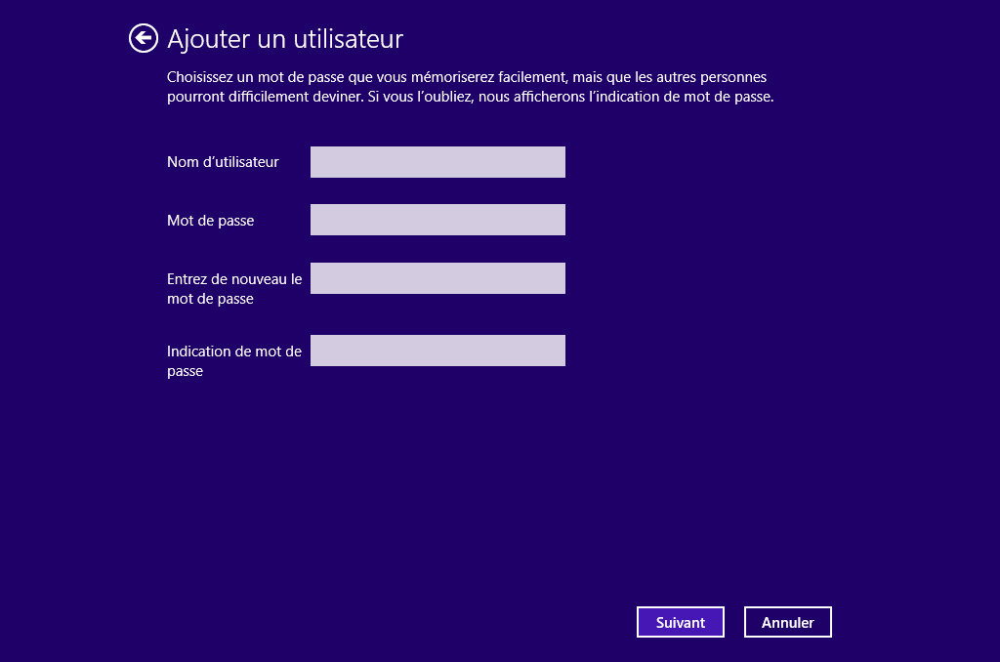 Ajouter un utilisateur
Choisissez un mot de passe que vous mémoriserez facilement, mais que les autres personnes
pourront difficilement deviner. Si vous l’oubliez, nous afficherons l’indication de mot de passe.
Nom d’utilisateur
Mot de passe
Entrez de nouveau le
mot de passe
Indication de mot de
passe
Suivant
Annuler